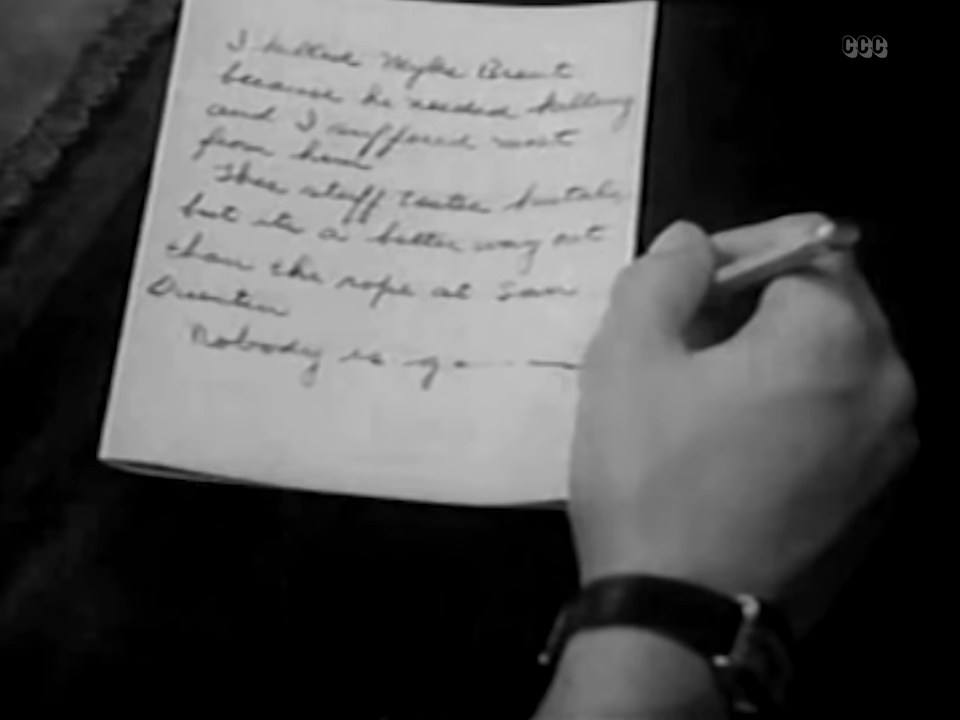 CCC
I killed Myles Brent
because he needed killing
and I suffered most
from him
This stuff tastes
but its a better way out
than the rope at San
Quentin
Nobody is